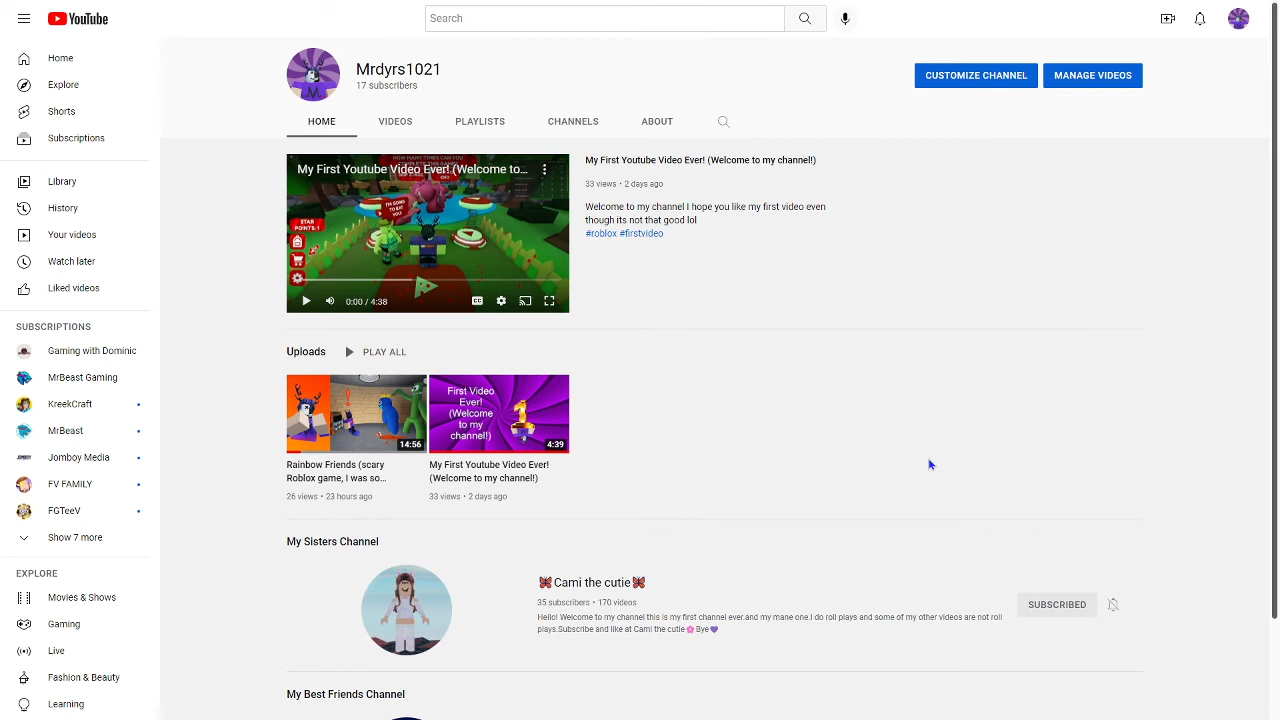 YouTube
Search
Home
Explore
Shorts
Subscriptions
Library
History
Your videos
Watch later
Liked videos
SUBSCRIPTIONS
Gaming with Dominic
MrBeast Gaming
KreekCraft
MrBeast
Jomboy Media
FV FAMILY
FGTeeV
Show 7 more
EXPLORE
Movies & Shows
Gaming
Live
Fashion & Beauty
Learning
Mrdyrs1021
17 subscribers
CUSTOMIZE CHANNEL
MANAGE VIDEOS
HOME
VIDEOS
PLAYLISTS
CHANNELS
ABOUT
My First Youtube Video Ever! (Welcome to...
I'M GOING
TO EAT
YOU!
STAR
POINTS:1
0:00 / 4:38
My First Youtube Video Ever! (Welcome to my channel!)
33 views • 2 days ago
Welcome to my channel I hope you like my first video even
though its not that good lol
#roblox #firstvideo
Uploads
PLAY ALL
14:56
Rainbow Friends (scary
Roblox game, I was so...
26 views • 23 hours ago
First Video
Ever!
(Welcome
to my
channel!)
4:39
My First Youtube Video Ever!
(Welcome to my channel!)
33 views • 2 days ago
My Sisters Channel
🦋Cami the cutie🦋
35 subscribers • 170 videos
Hello! Welcome to my channel this is my first channel ever.and my mane one.I do roll plays and some of my other videos are not roll
plays.Subscribe and like at Cami the cutie🌸Bye💜
SUBSCRIBED
My Best Friends Channel